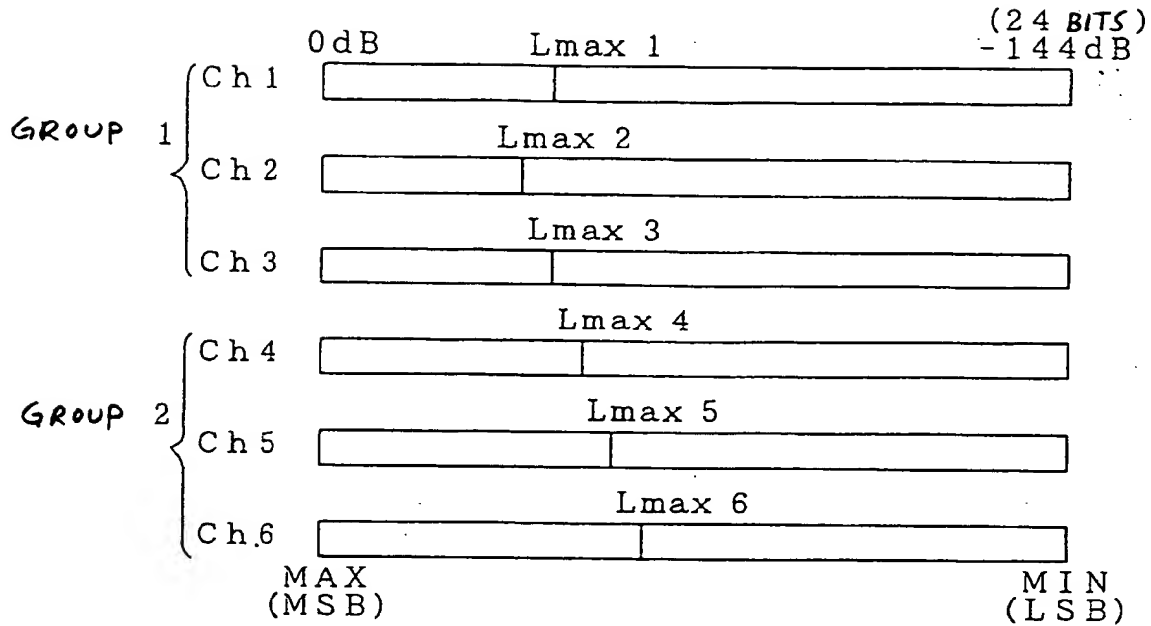 (24 BITS)
0dB Lmax 1 -144dB
Ch1
GROUP 1
Lmax 2
Ch2
Lmax 3
Ch3
Lmax 4
Ch4
GROUP 2
Lmax 5
Ch5
Lmax 6
Ch.6
MAX MIN
(MSB) (LSB)